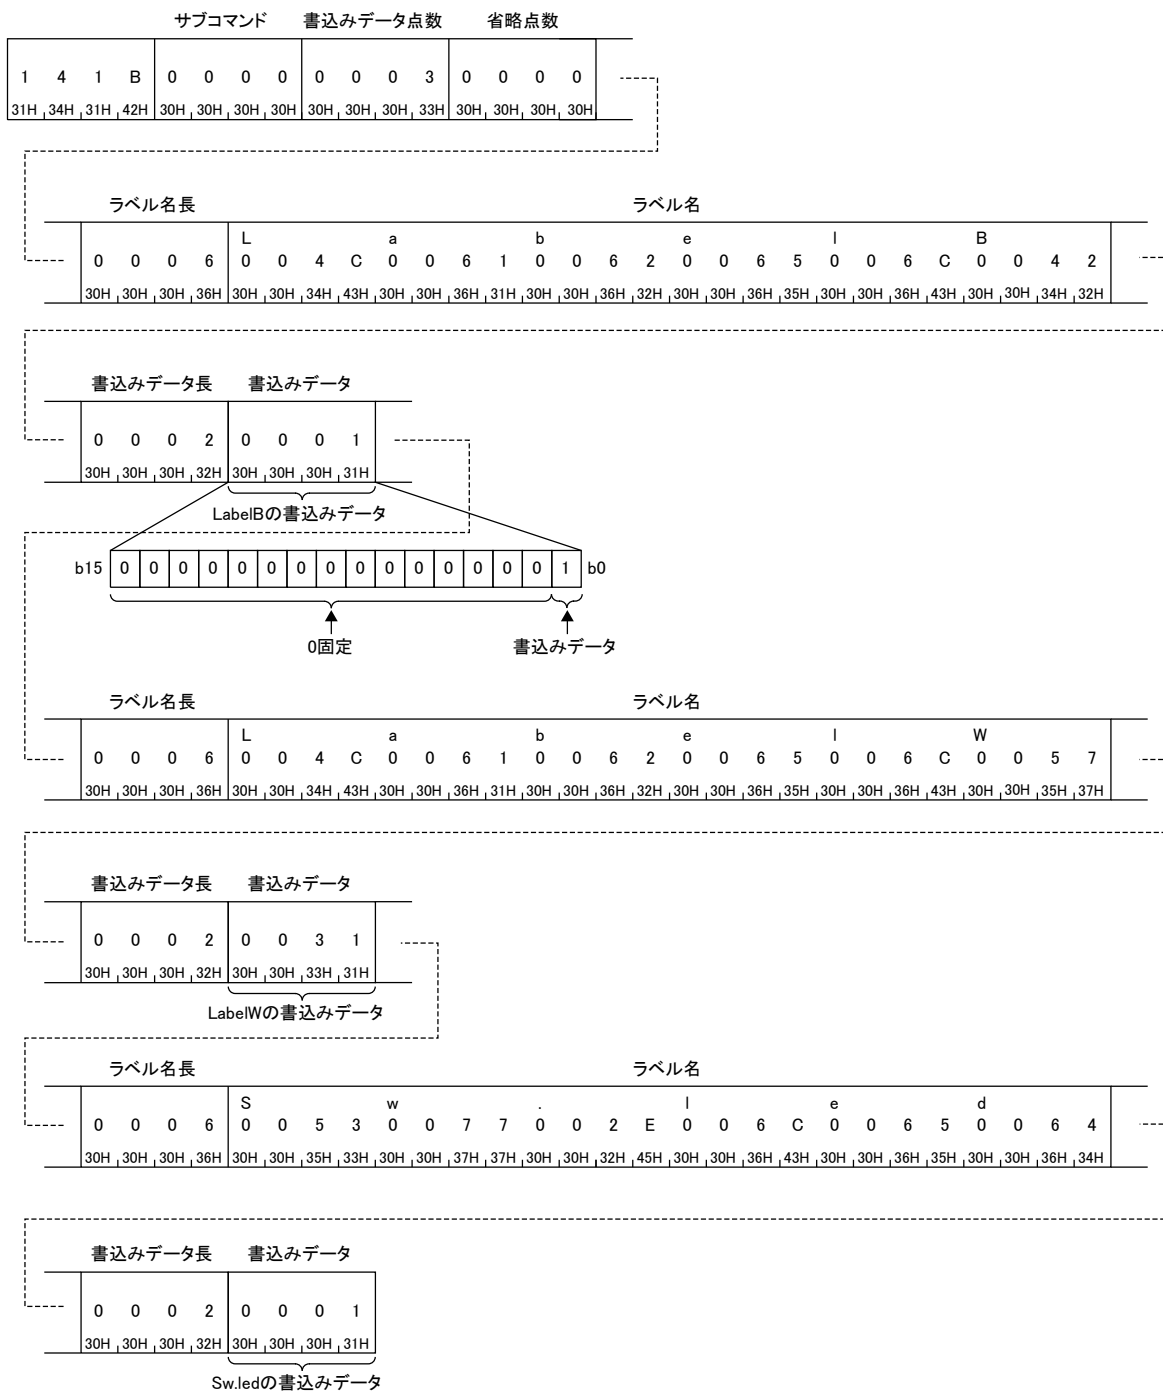 サブコマンド 書込みデータ点数 省略点数
1 4 1 B 0 0 0 0 0 0 0 3 0 0 0 0
31H 34H 31H 42H 30H 30H 30H 30H 30H 30H 30H 33H 30H 30H 30H 30H
ラベル名長 ラベル名
L a b e l B
0 0 0 6 0 0 4 C 0 0 6 1 0 0 6 2 0 0 6 5 0 0 6 C 0 0 4 2
30H 30H 30H 36H 30H 30H 34H 43H 30H 30H 36H 31H 30H 30H 36H 32H 30H 30H 36H 35H 30H 30H 36H 43H 30H 30H 34H 32H
書込みデータ長 書込みデータ
0 0 0 2 0 0 0 1
30H 30H 30H 32H 30H 30H 30H 31H
LabelBの書込みデータ
b15 0 0 0 0 0 0 0 0 0 0 0 0 0 0 0 1 b0
0固定 書込みデータ
ラベル名長 ラベル名
L a b e l W
0 0 0 6 0 0 4 C 0 0 6 1 0 0 6 2 0 0 6 5 0 0 6 C 0 0 5 7
30H 30H 30H 36H 30H 30H 34H 43H 30H 30H 36H 31H 30H 30H 36H 32H 30H 30H 36H 35H 30H 30H 36H 43H 30H 30H 35H 37H
書込みデータ長 書込みデータ
0 0 0 2 0 0 3 1
30H 30H 30H 32H 30H 30H 33H 31H
LabelWの書込みデータ
ラベル名長 ラベル名
S w . l e d
0 0 0 6 0 0 5 3 0 0 7 7 0 0 2 E 0 0 6 C 0 0 6 5 0 0 6 4
30H 30H 30H 36H 30H 30H 35H 33H 30H 30H 37H 37H 30H 30H 32H 45H 30H 30H 36H 43H 30H 30H 36H 35H 30H 30H 36H 34H
書込みデータ長 書込みデータ
0 0 0 2 0 0 0 1
30H 30H 30H 32H 30H 30H 30H 31H
Sw.ledの書込みデータ